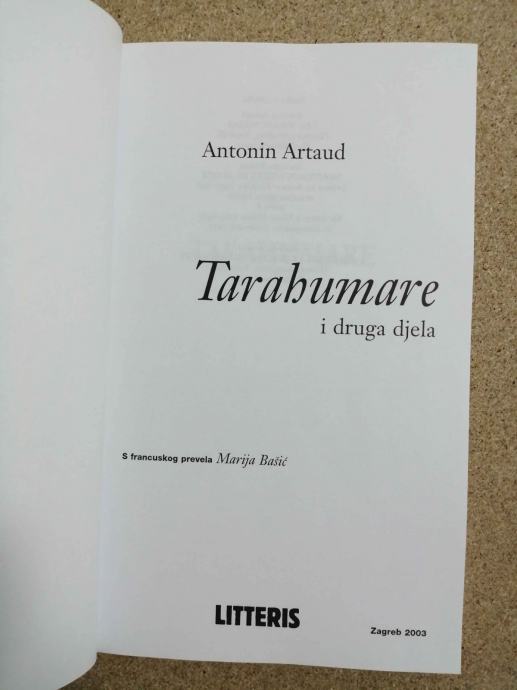 Antonin Artaud
Tarahumare
i druga djela
S francuskog prevela Marija Bašić
LITTERIS
Zagreb 2003